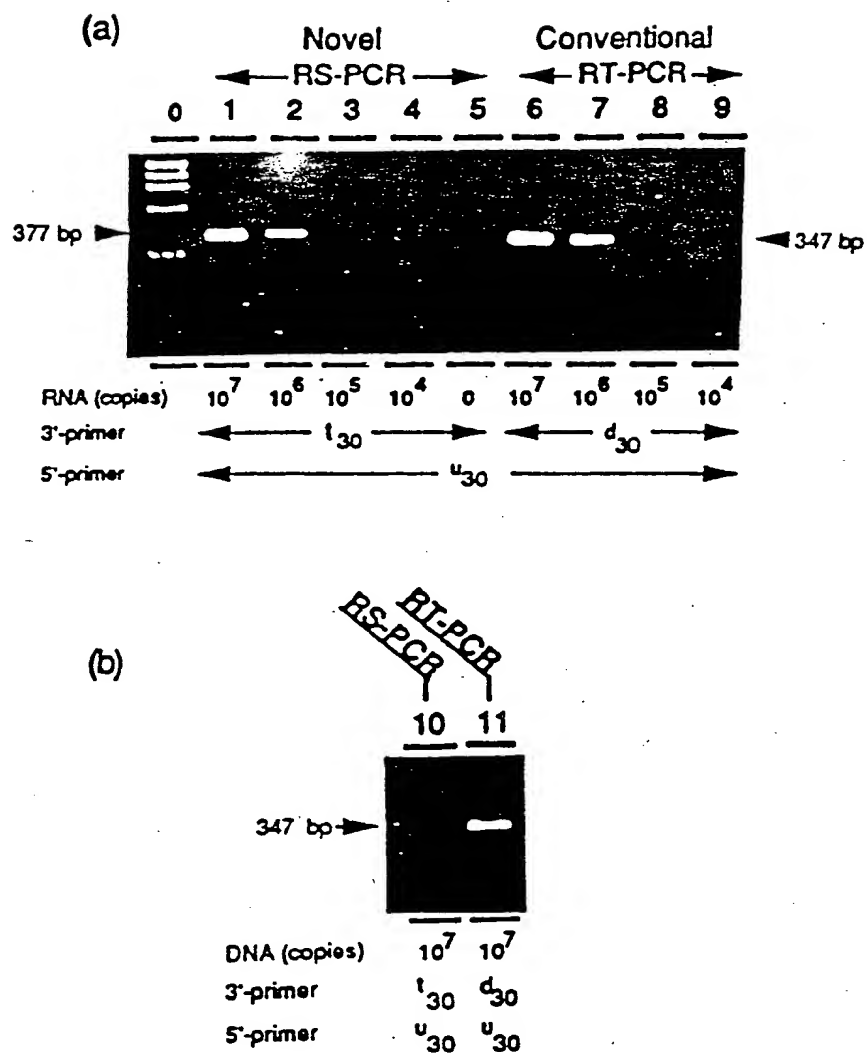 (a)
Novel Conventional
RS-PCR RT-PCR
0 1 2 3 4 5 6 7 8 9
377 bp 347 bp
RNA (copies) 10⁷ 10⁶ 10⁵ 10⁴ 0 10⁷ 10⁶ 10⁵ 10⁴
3'-primer t₃₀ d₃₀
5'-primer u₃₀
(b)
RS-PCR RT-PCR
10 11
347 bp
DNA (copies) 10⁷ 10⁷
3'-primer t₃₀ d₃₀
5'-primer u₃₀ u₃₀